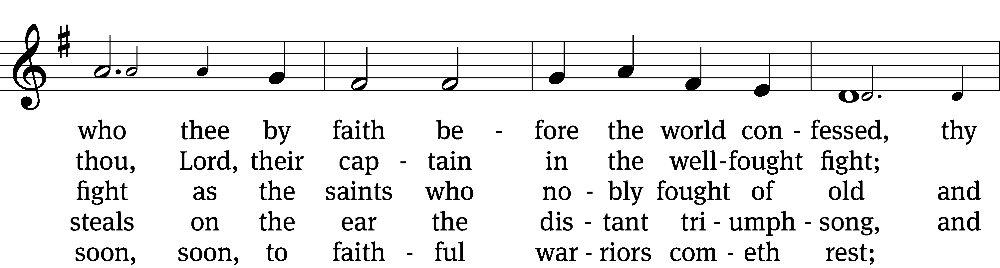 who thee by faith be - fore the world con - fessed, thy
thou, Lord, their cap - tain in the well - fought fight;
fight as the saints who no - bly fought of old and
steals on the ear the dis - tant tri - umph - song, and
soon, soon, to faith - ful war - riors com - eth rest;